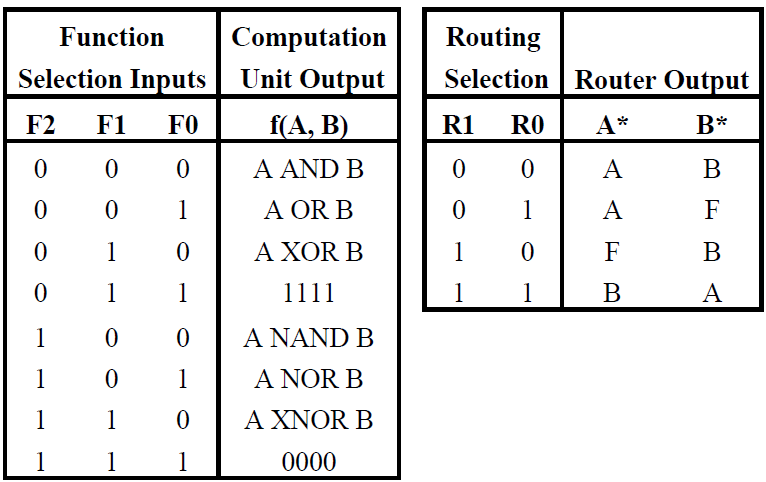 Function
Selection Inputs
Computation
Unit Output
F2 F1 F0 f(A, B)
0 0 0 A AND B
0 0 1 A OR B
0 1 0 A XOR B
0 1 1 1111
1 0 0 A NAND B
1 0 1 A NOR B
1 1 0 A XNOR B
1 1 1 0000
Routing
Selection
Router Output
R1 R0 A* B*
0 0 A B
0 1 A F
1 0 F B
1 1 B A